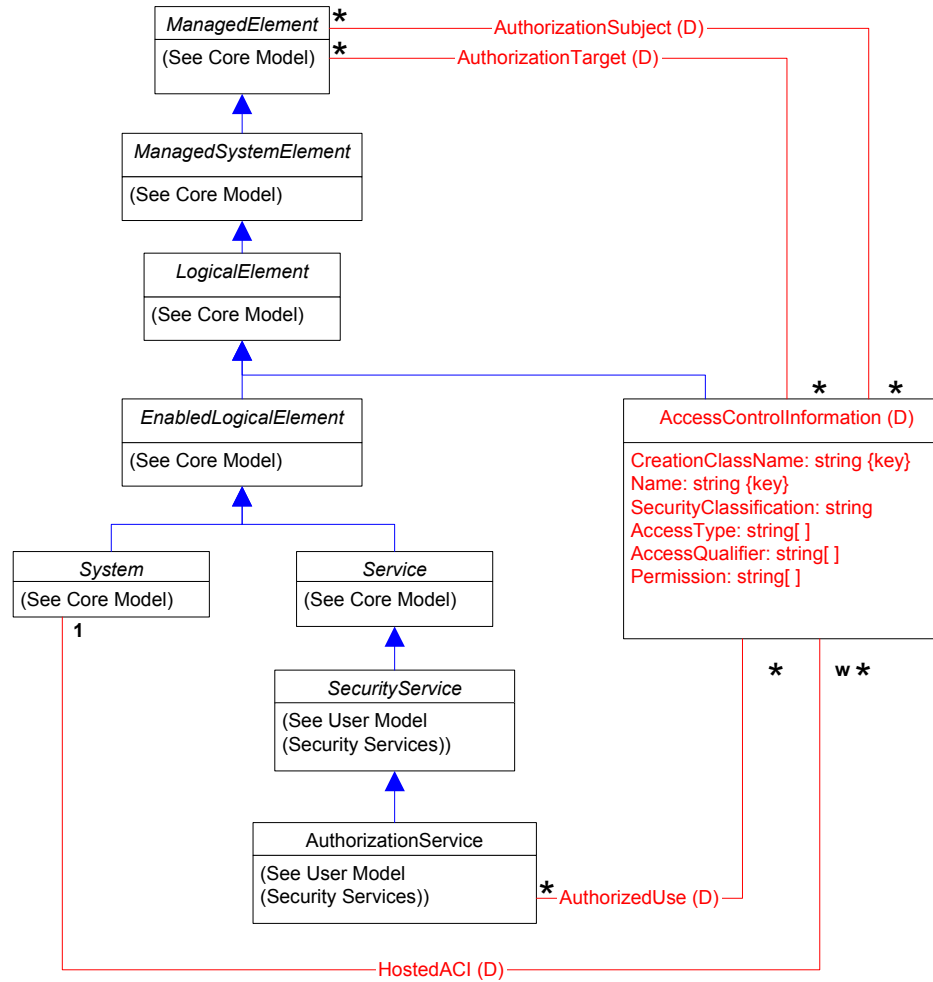 ManagedElement
(See Core Model)
*
AuthorizationSubject (D)
*
AuthorizationTarget (D)
ManagedSystemElement
(See Core Model)
LogicalElement
(See Core Model)
*
*
EnabledLogicalElement
(See Core Model)
AccessControlInformation (D)
CreationClassName: string {key}
Name: string {key}
SecurityClassification: string
AccessType: string[ ]
AccessQualifier: string[ ]
Permission: string[ ]
System
(See Core Model)
1
Service
(See Core Model)
*
w *
SecurityService
(See User Model
(Security Services))
AuthorizationService
(See User Model
(Security Services))
*
AuthorizedUse (D)
HostedACI (D)